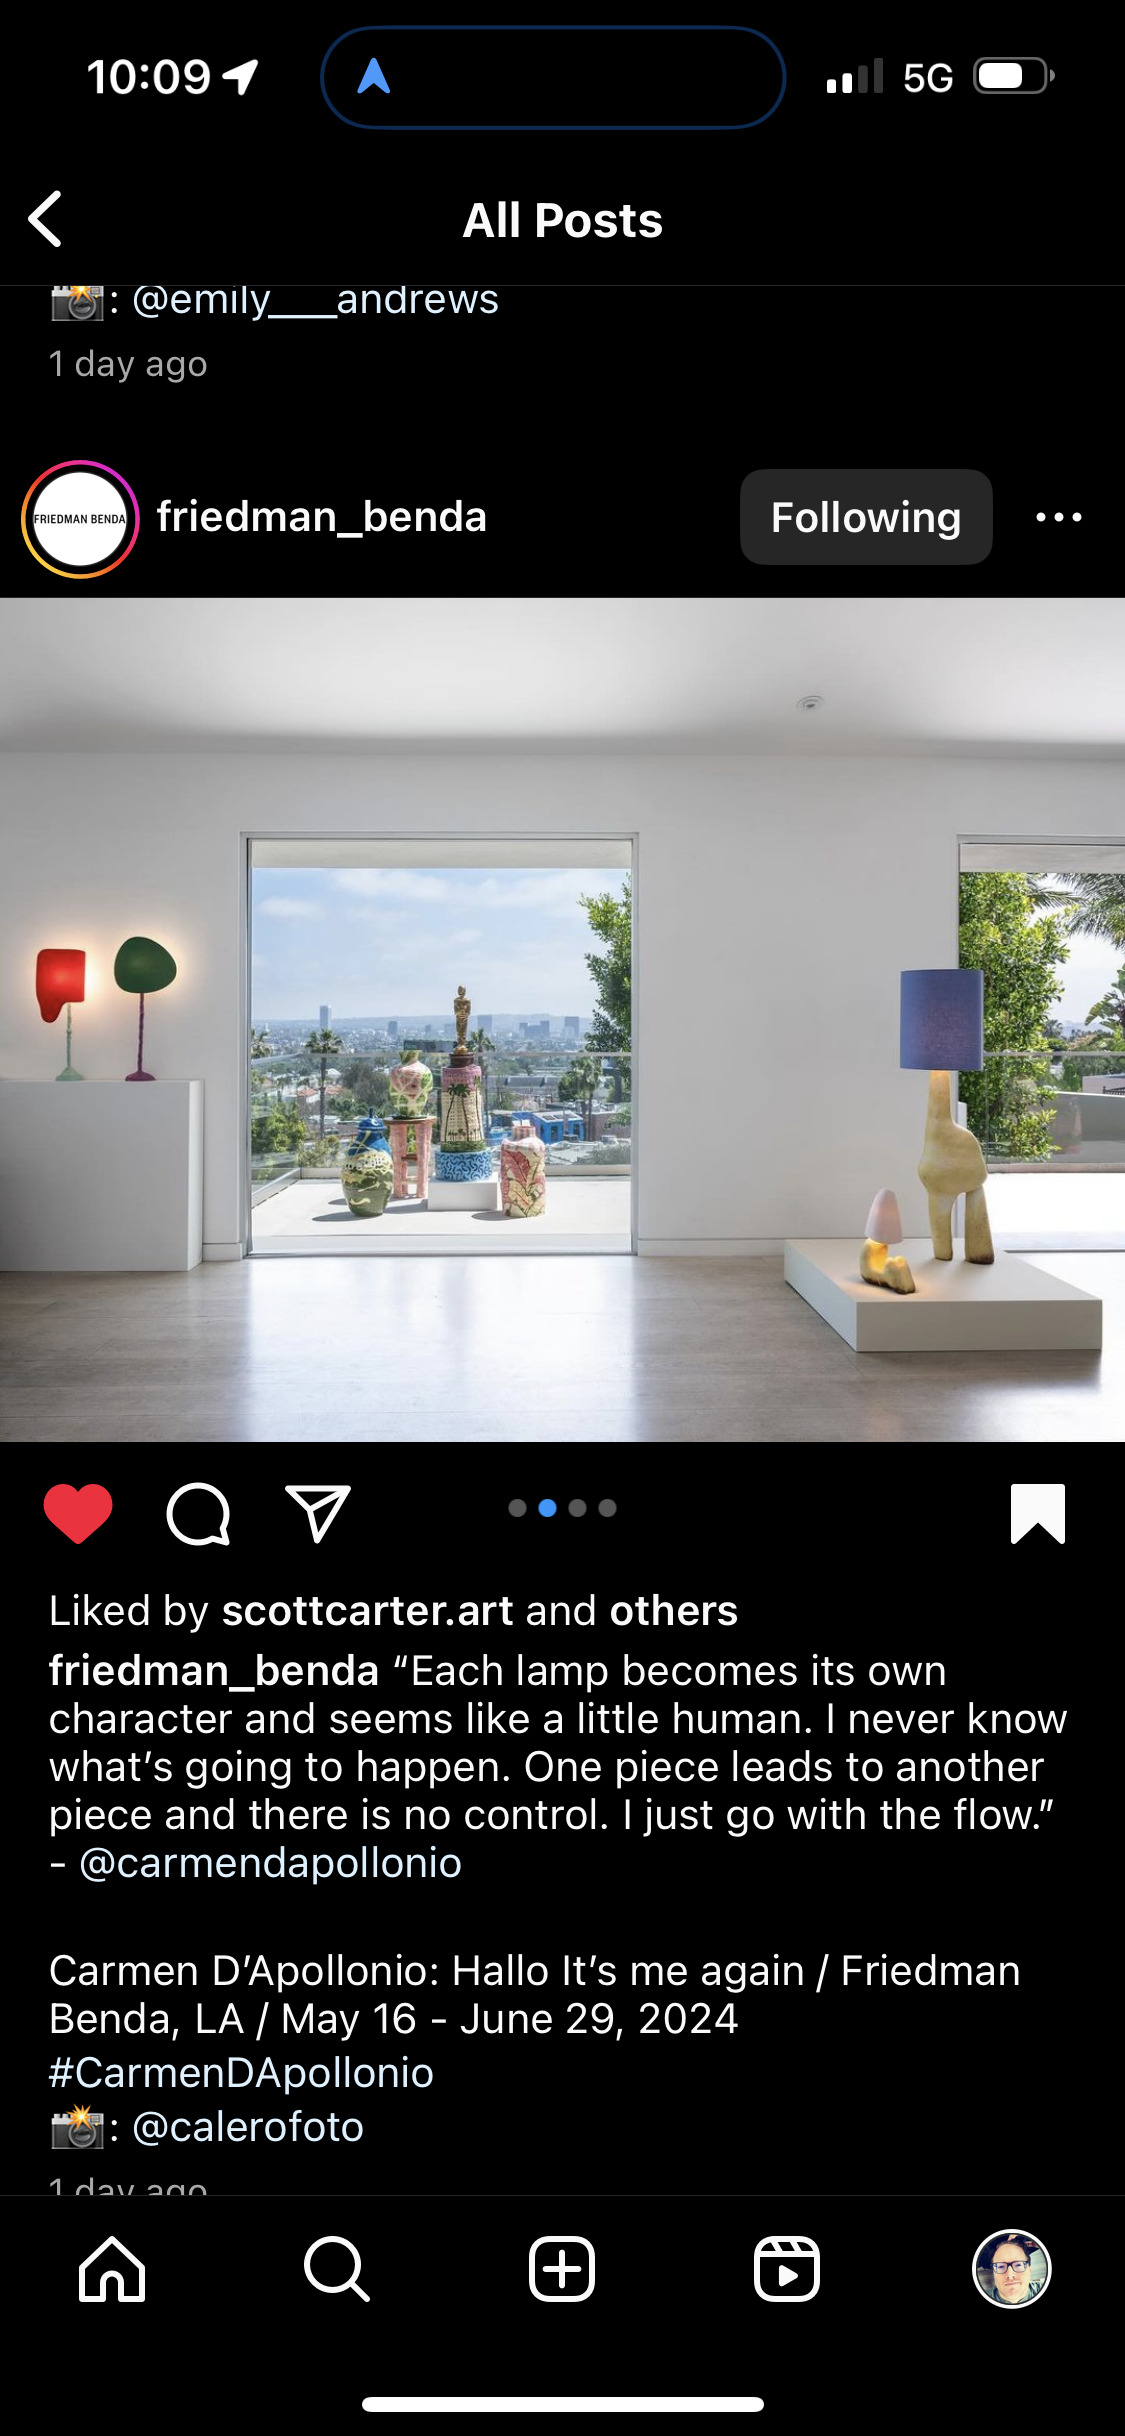 10:09
5G
All Posts
📸: @emily___andrews
1 day ago
FRIEDMAN BENDA
friedman_benda
Following
Liked by scottcarter.art and others
friedman_benda “Each lamp becomes its own
character and seems like a little human. I never know
what’s going to happen. One piece leads to another
piece and there is no control. I just go with the flow.”
- @carmendapollonio
Carmen D’Apollonio: Hallo It’s me again / Friedman
Benda, LA / May 16 - June 29, 2024
#CarmenDApollonio
📸: @calerofoto
1 day ago